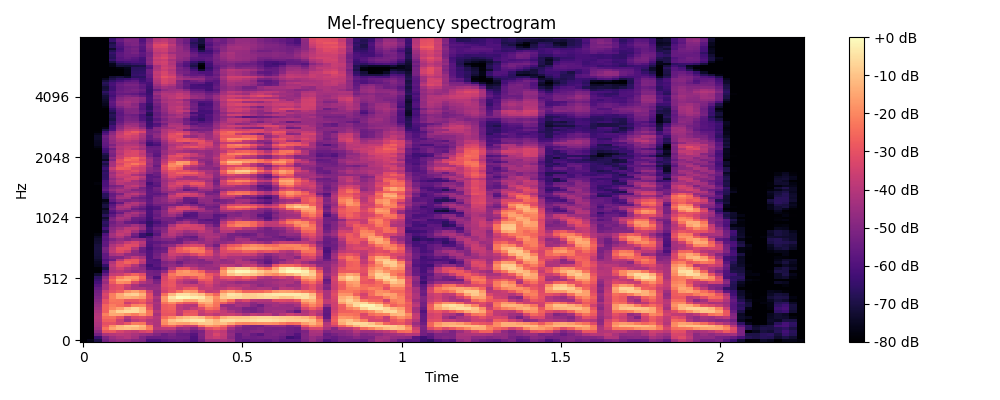 Mel-frequency spectrogram
Hz
4096
2048
1024
512
0
0
0.5
1
1.5
2
Time
+0 dB
-10 dB
-20 dB
-30 dB
-40 dB
-50 dB
-60 dB
-70 dB
-80 dB